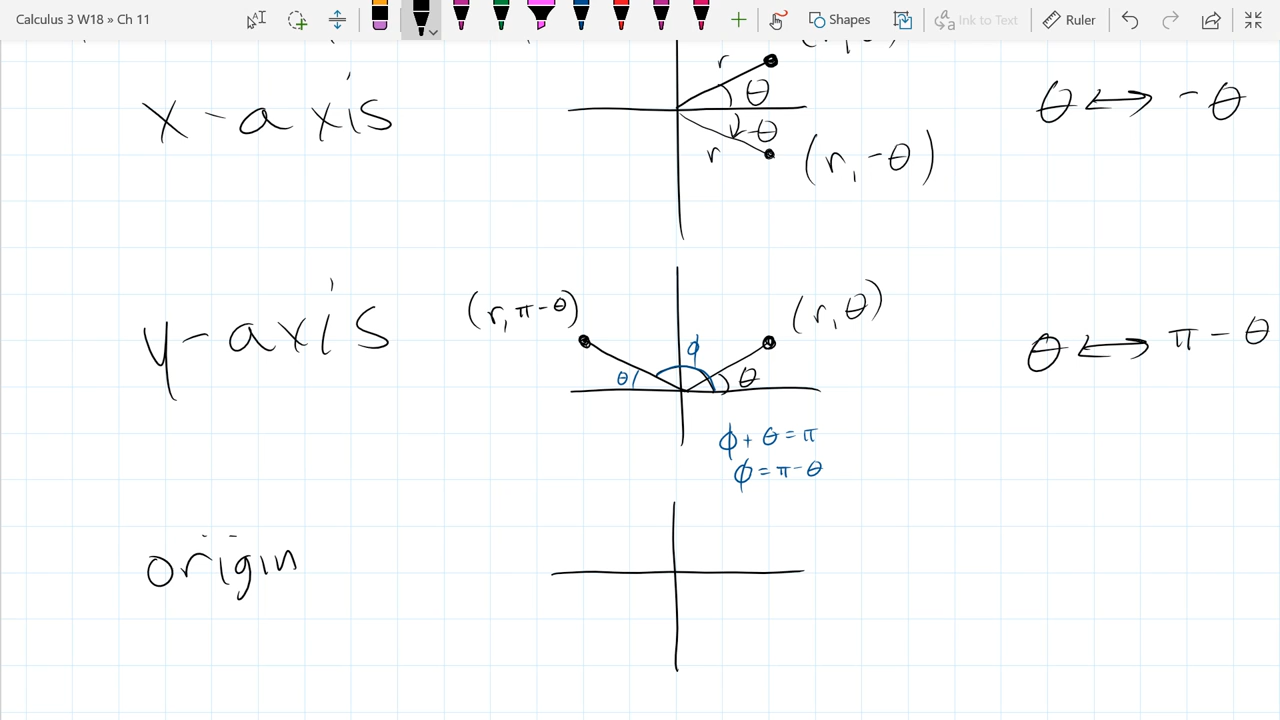 Calculus 3 W18 » Ch 11
Shapes
Ink to Text
Ruler
x-axis
r
θ
-θ
r
(r, -θ)
θ ↔ -θ
y-axis
(r, π-θ)
(r, θ)
ϕ
θ
θ
θ ↔ π - θ
ϕ + θ = π
ϕ = π - θ
origin